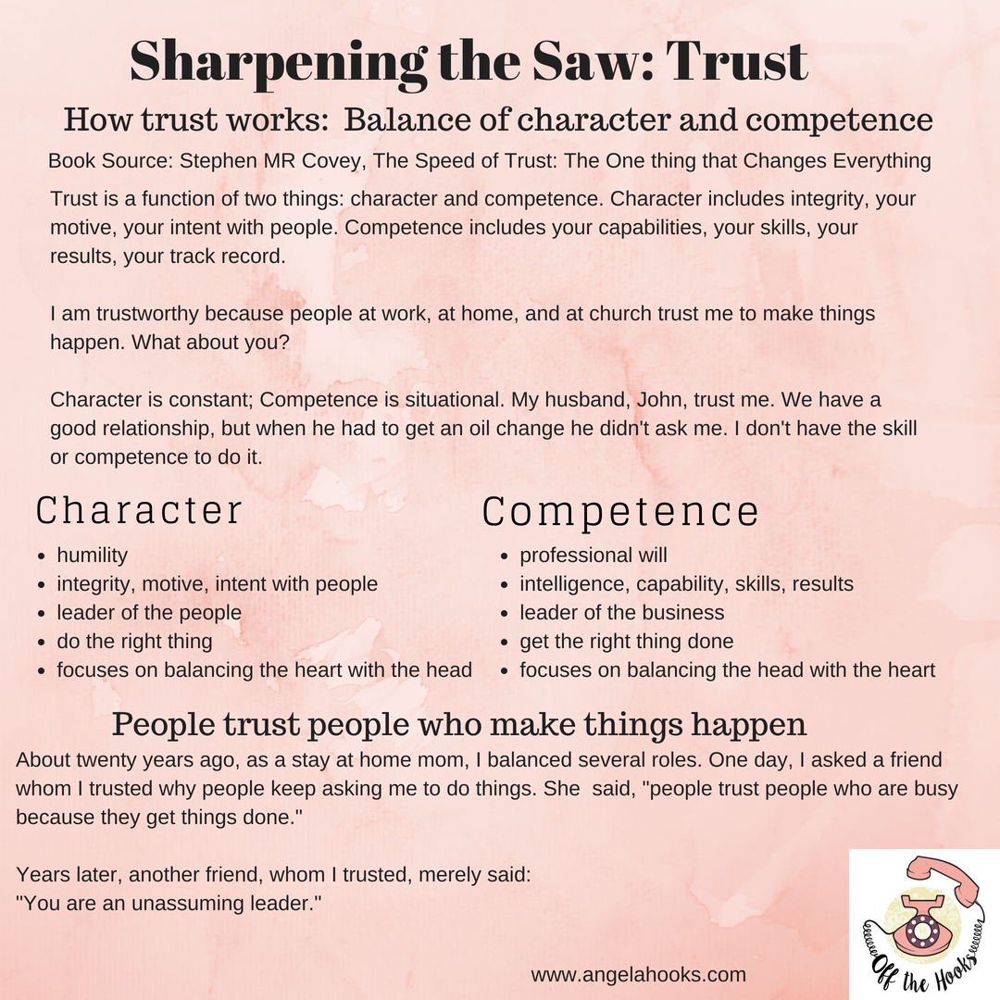 Sharpening the Saw: Trust
How trust works:  Balance of character and competence
Book Source: Stephen MR Covey, The Speed of Trust: The One thing that Changes Everything
Trust is a function of two things: character and competence. Character includes integrity, your
motive, your intent with people. Competence includes your capabilities, your skills, your
results, your track record.
I am trustworthy because people at work, at home, and at church trust me to make things
happen. What about you?
Character is constant; Competence is situational. My husband, John, trust me. We have a
good relationship, but when he had to get an oil change he didn't ask me. I don't have the skill
or competence to do it.
Character
• humility
• integrity, motive, intent with people
• leader of the people
• do the right thing
• focuses on balancing the heart with the head
Competence
• professional will
• intelligence, capability, skills, results
• leader of the business
• get the right thing done
• focuses on balancing the head with the heart
People trust people who make things happen
About twenty years ago, as a stay at home mom, I balanced several roles. One day, I asked a friend
whom I trusted why people keep asking me to do things. She  said, "people trust people who are busy
because they get things done."
Years later, another friend, whom I trusted, merely said:
"You are an unassuming leader."
www.angelahooks.com
Off the Hooks